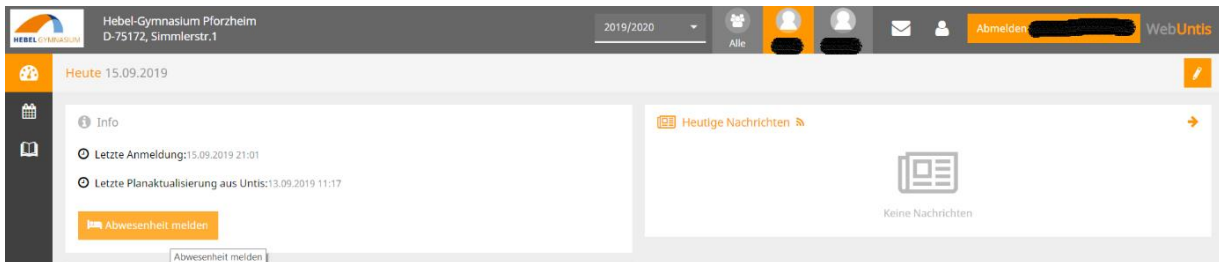 HEBEL GYMNASIUM
Hebel-Gymnasium Pforzheim
D-75172, Simmlerstr.1
2019/2020
Alle
Abmelden
WebUntis
Heute 15.09.2019
Info
Letzte Anmeldung:15.09.2019 21:01
Letzte Planaktualisierung aus Untis:13.09.2019 11:17
Abwesenheit melden
Abwesenheit melden
Heutige Nachrichten
Keine Nachrichten